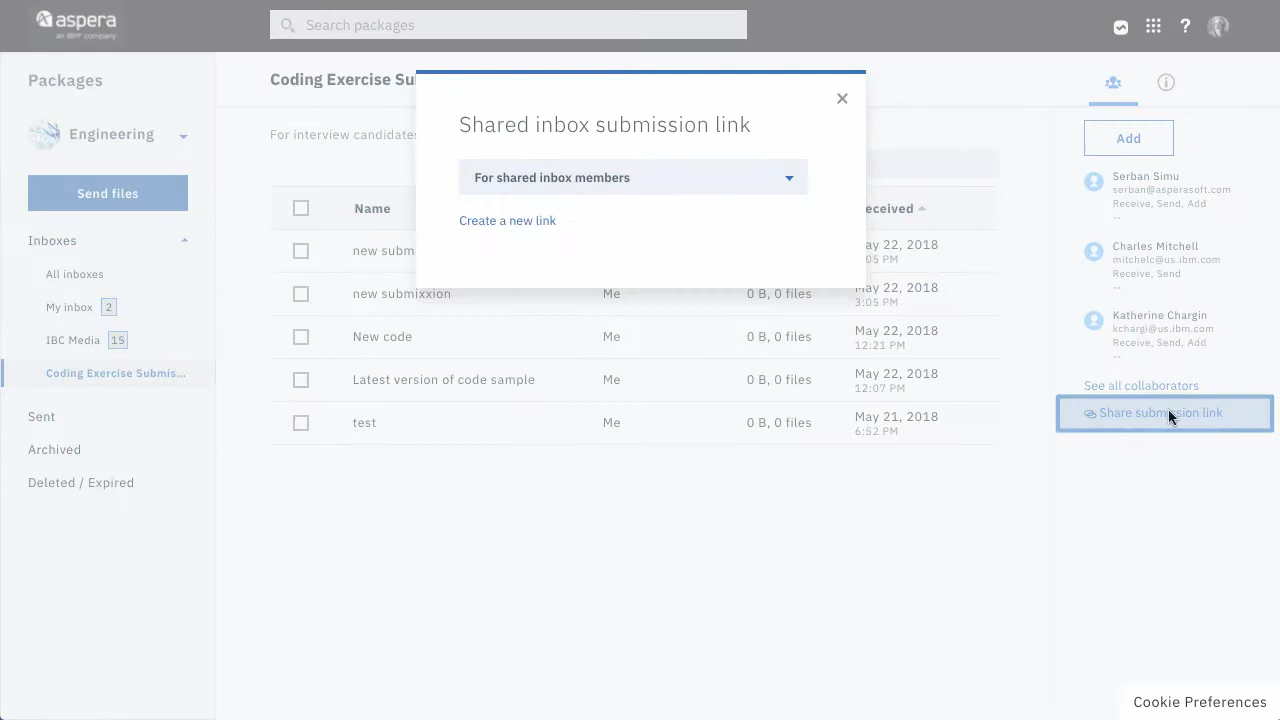 aspera
an IBM company
Search packages
?
Packages
Engineering
Send files
Inboxes
All inboxes
My inbox 2
IBC Media 15
Coding Exercise Submis...
Sent
Archived
Deleted / Expired
Coding Exercise Su
For interview candidates
Shared inbox submission link
For shared inbox members
Create a new link
Name eceived
new subm ay 22, 2018
05 PM
new submixxion Me 0 B, 0 files May 22, 2018
3:05 PM
New code Me 0 B, 0 files May 22, 2018
12:21 PM
Latest version of code sample Me 0 B, 0 files May 22, 2018
12:07 PM
test Me 0 B, 0 files May 21, 2018
6:52 PM
Add
Serban Simu
serban@asperasoft.com
Receive, Send, Add
--
Charles Mitchell
mitchelc@us.ibm.com
Receive, Send
--
Katherine Chargin
kchargi@us.ibm.com
Receive, Send, Add
--
See all collaborators
Share submission link
Cookie Preferences